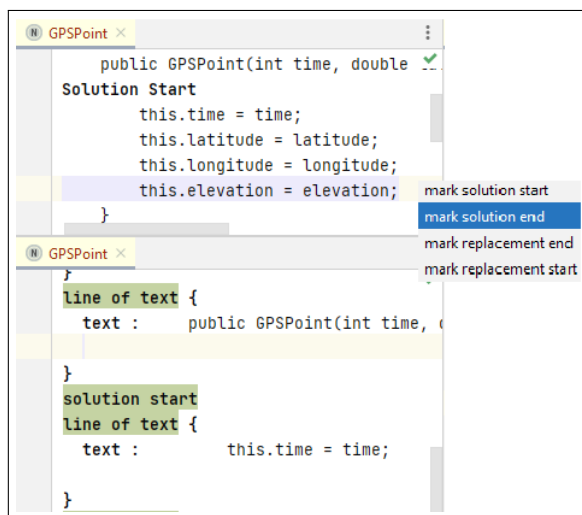 N GPSPoint ×
public GPSPoint(int time, double
Solution Start
this.time = time;
this.latitude = latitude;
this.longitude = longitude;
this.elevation = elevation;
}
mark solution start
mark solution end
mark replacement end
mark replacement start
N GPSPoint ×
}
line of text {
text : public GPSPoint(int time,
}
solution start
line of text {
text : this.time = time;
}